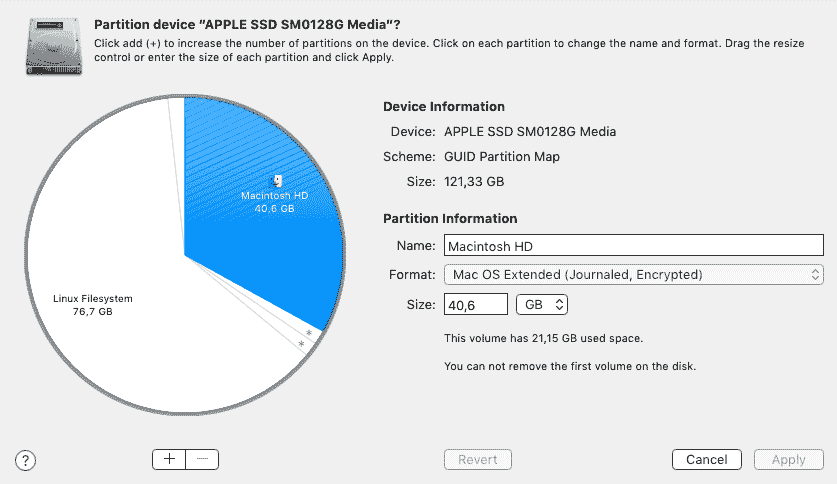 Partition device "APPLE SSD SM0128G Media"?
Click add (+) to increase the number of partitions on the device. Click on each partition to change the name and format. Drag the resize
control or enter the size of each partition and click Apply.
Macintosh HD
40,6 GB
*
*
Linux Filesystem
76,7 GB
Device Information
Device: APPLE SSD SM0128G Media
Scheme: GUID Partition Map
Size: 121,33 GB
Partition Information
Name: Macintosh HD
Format: Mac OS Extended (Journaled, Encrypted)
Size: 40,6 GB
This volume has 21,15 GB used space.
You can not remove the first volume on the disk.
? + − Revert Cancel Apply